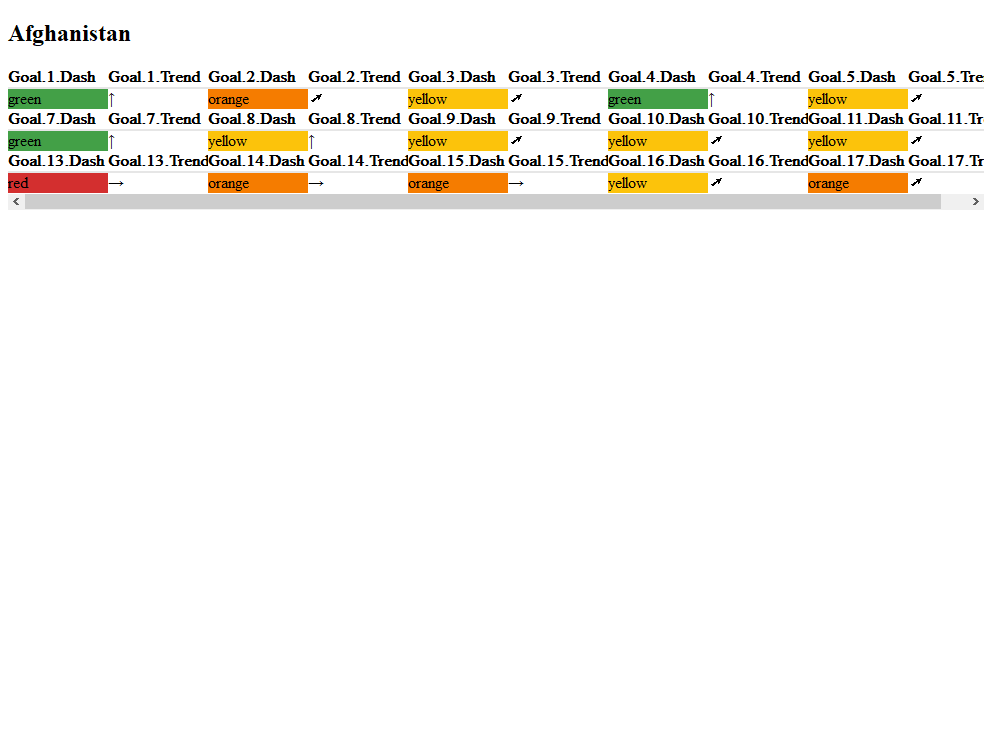 Afghanistan
Goal.1.Dash Goal.1.Trend Goal.2.Dash Goal.2.Trend Goal.3.Dash Goal.3.Trend Goal.4.Dash Goal.4.Trend Goal.5.Dash Goal.5.Tre
green ↑ orange ➚ yellow ➚ green ↑ yellow ➚
Goal.7.Dash Goal.7.Trend Goal.8.Dash Goal.8.Trend Goal.9.Dash Goal.9.Trend Goal.10.Dash Goal.10.Trend Goal.11.Dash Goal.11.Tr
green ↑ yellow ↑ yellow ➚ yellow ➚ yellow ➚
Goal.13.Dash Goal.13.Trend Goal.14.Dash Goal.14.Trend Goal.15.Dash Goal.15.Trend Goal.16.Dash Goal.16.Trend Goal.17.Dash Goal.17.Tr
red → orange → orange → yellow ➚ orange ➚